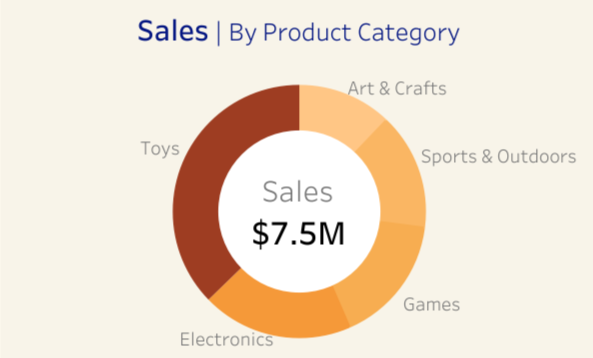 Sales | By Product Category
Art & Crafts
Toys
Sports & Outdoors
Sales
$7.5M
Games
Electronics